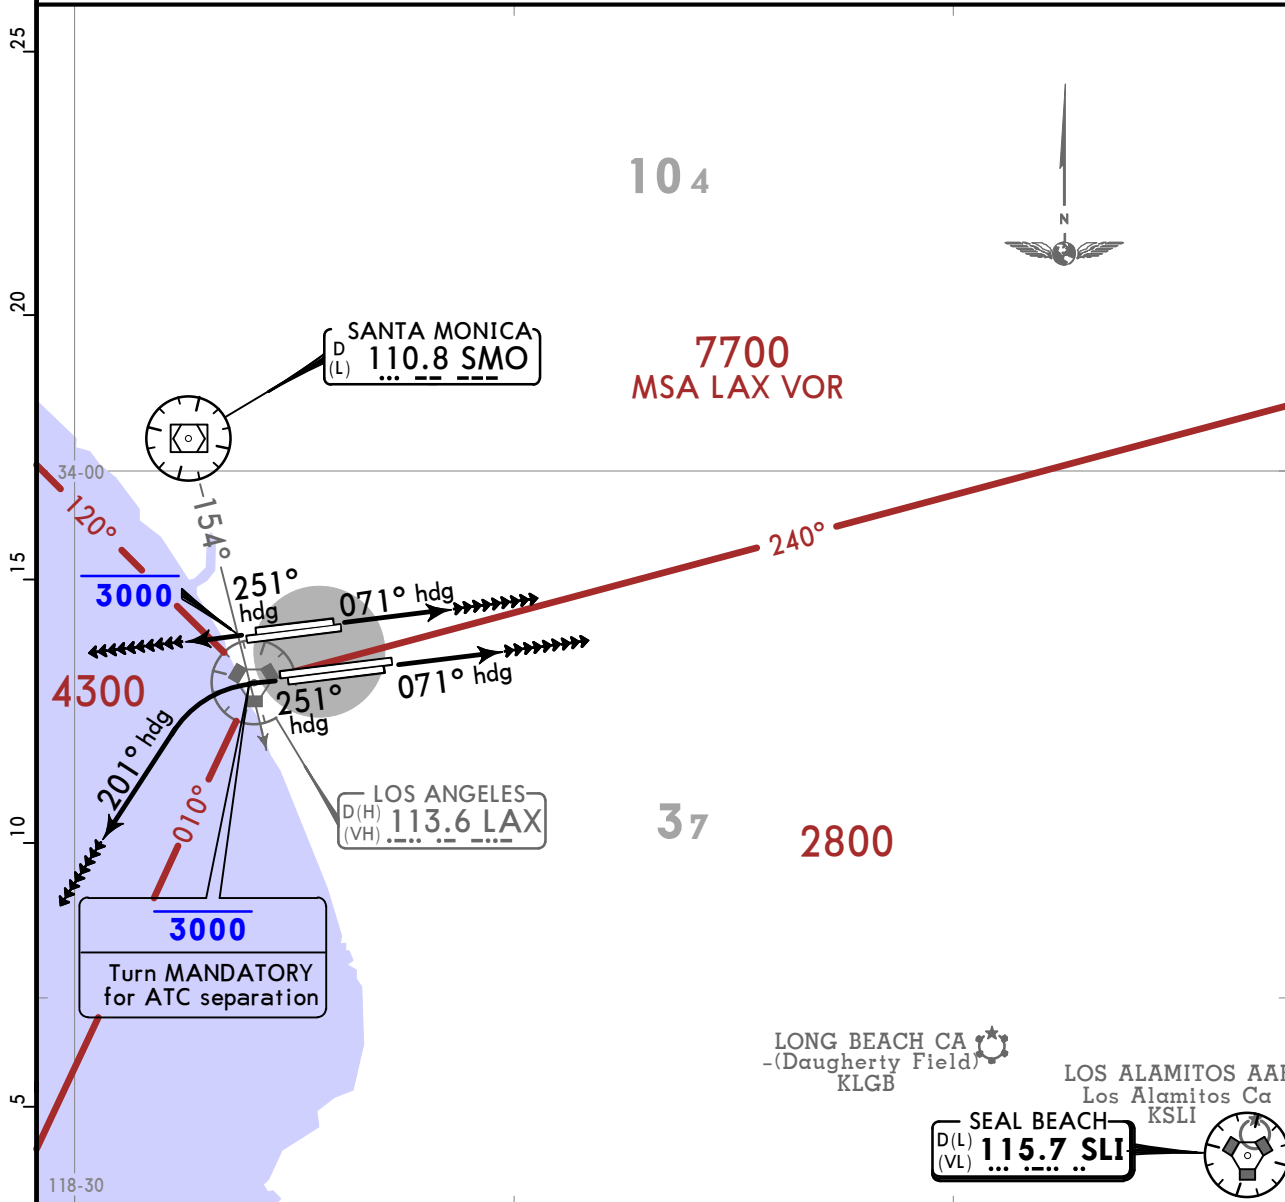 25
10 4
N
20
SANTA MONICA
D
(L)
110.8 SMO
7700
MSA LAX VOR
34-00
120°
154°
240°
15
3000
251°
hdg
071° hdg
4300
251°
hdg
071° hdg
201° hdg
010°
LOS ANGELES
D(H)
(VH)
113.6 LAX
37
2800
10
3000
Turn MANDATORY
for ATC separation
LONG BEACH CA
-(Daugherty Field)
KLGB
LOS ALAMITOS
Los Alamitos Ca
KSLI
5
SEAL BEACH
D(L)
(VL)
115.7 SLI
118-30